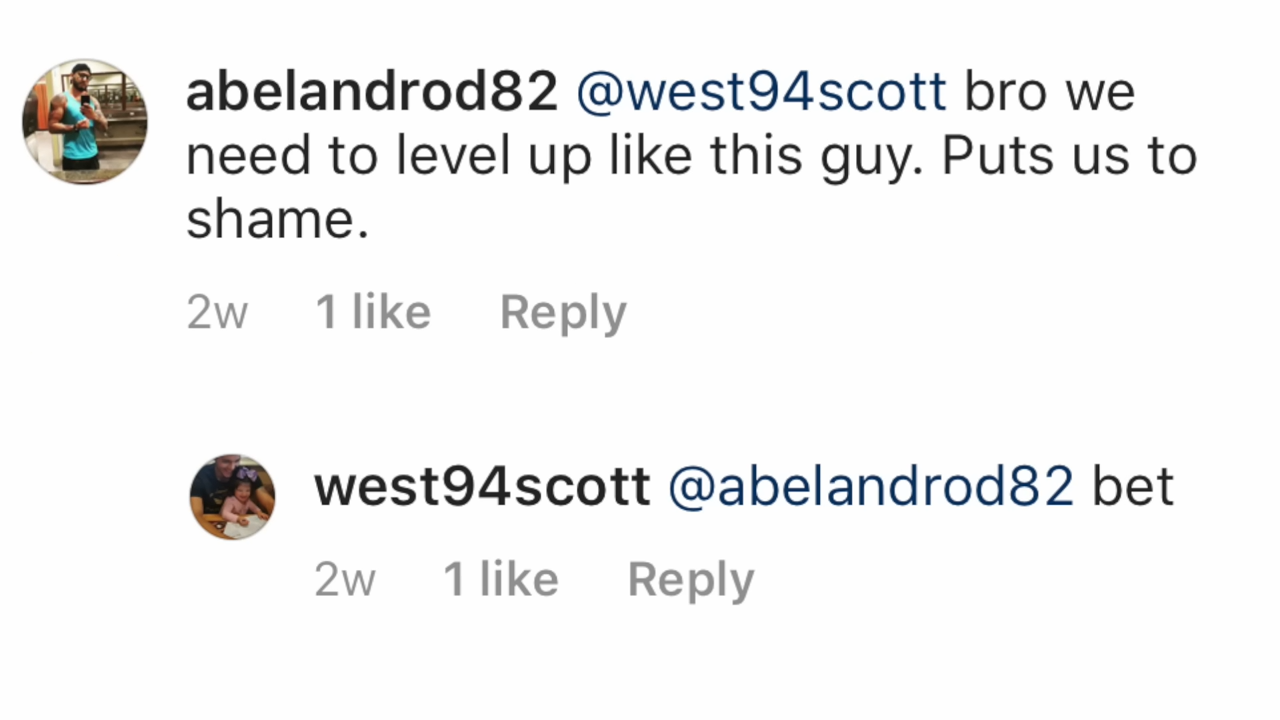 abelandrod82 @west94scott bro we
need to level up like this guy. Puts us to
shame.
2w 1 like Reply
west94scott @abelandrod82 bet
2w 1 like Reply